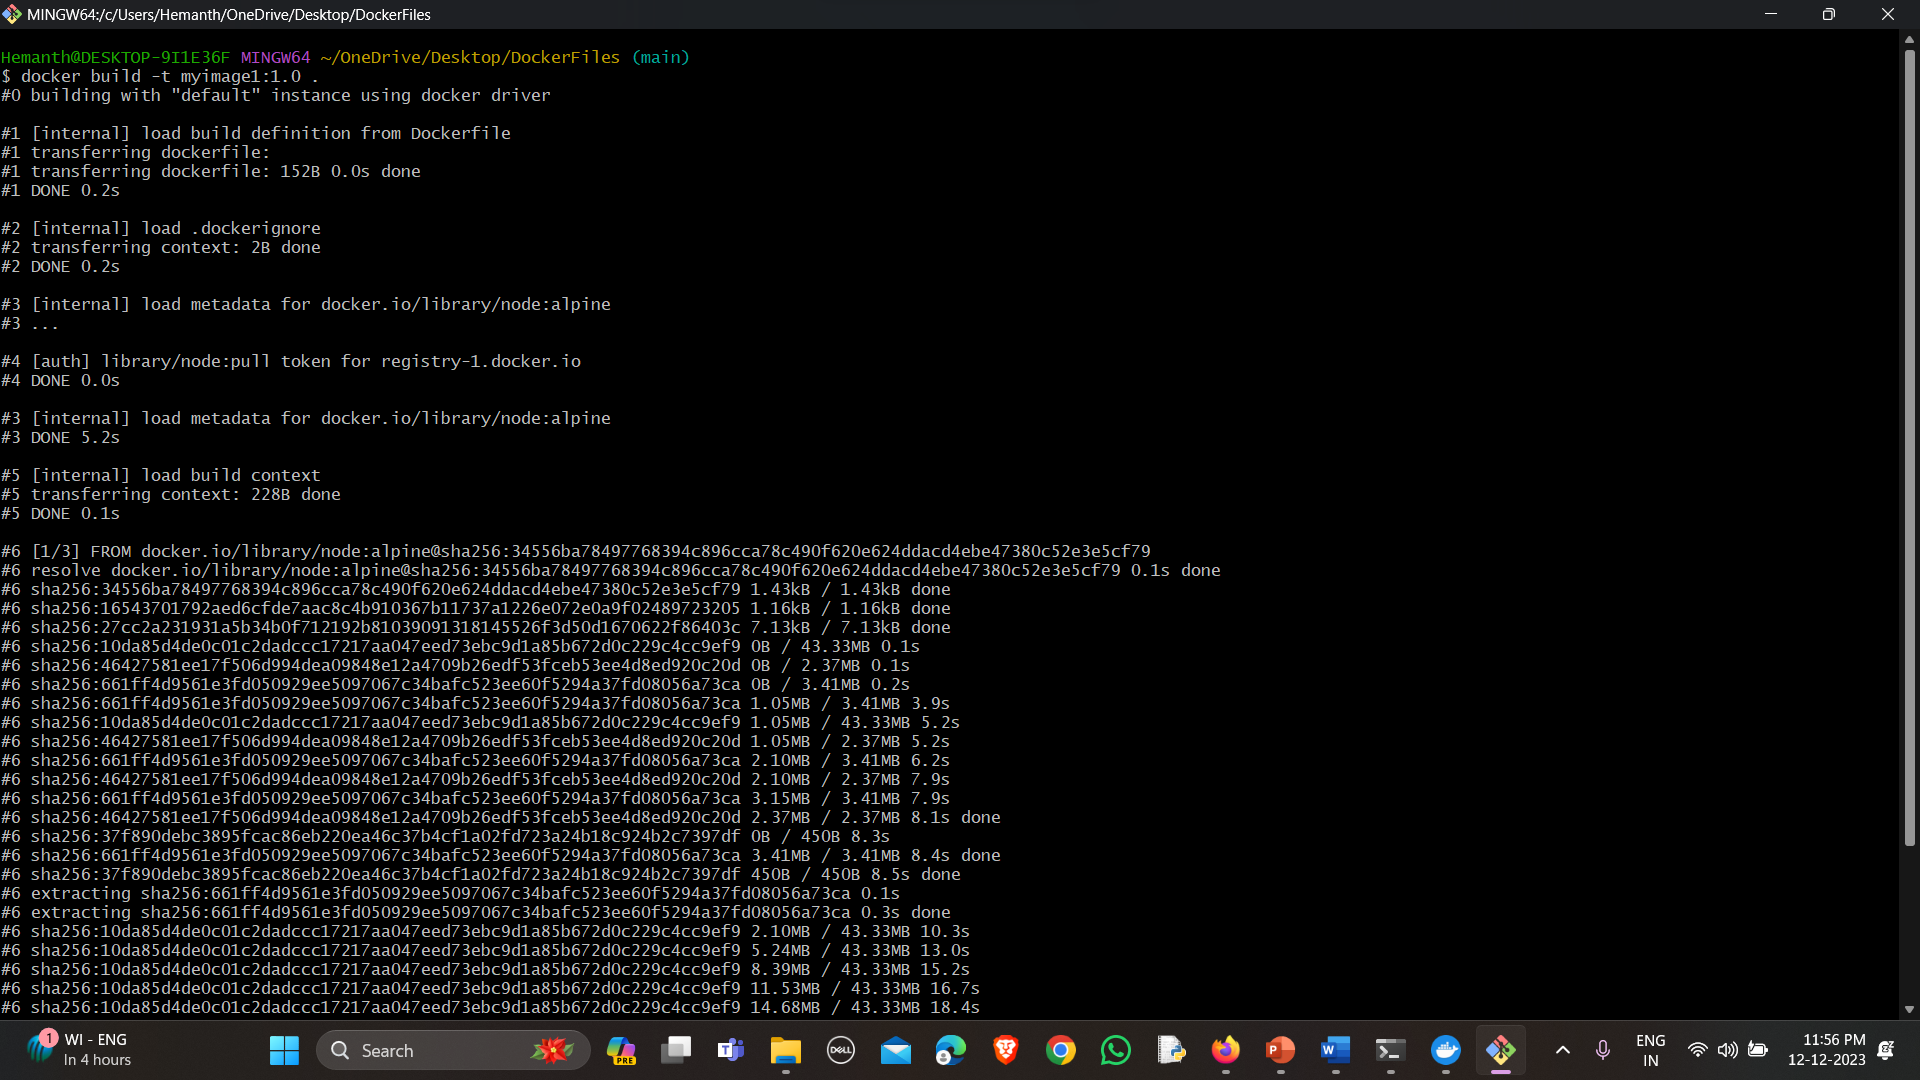 MINGW64:/c/Users/Hemanth/OneDrive/Desktop/DockerFiles
Hemanth@DESKTOP-9I1E36F MINGW64 ~/OneDrive/Desktop/DockerFiles (main)
$ docker build -t myimage1:1.0 .
#0 building with "default" instance using docker driver
#1 [internal] load build definition from Dockerfile
#1 transferring dockerfile:
#1 transferring dockerfile: 152B 0.0s done
#1 DONE 0.2s
#2 [internal] load .dockerignore
#2 transferring context: 2B done
#2 DONE 0.2s
#3 [internal] load metadata for docker.io/library/node:alpine
#3 ...
#4 [auth] library/node:pull token for registry-1.docker.io
#4 DONE 0.0s
#3 [internal] load metadata for docker.io/library/node:alpine
#3 DONE 5.2s
#5 [internal] load build context
#5 transferring context: 228B done
#5 DONE 0.1s
#6 [1/3] FROM docker.io/library/node:alpine@sha256:34556ba78497768394c896cca78c490f620e624ddacd4ebe47380c52e3e5cf79
#6 resolve docker.io/library/node:alpine@sha256:34556ba78497768394c896cca78c490f620e624ddacd4ebe47380c52e3e5cf79 0.1s done
#6 sha256:34556ba78497768394c896cca78c490f620e624ddacd4ebe47380c52e3e5cf79 1.43kB / 1.43kB done
#6 sha256:16543701792aed6cfde7aac8c4b910367b11737a1226e072e0a9f02489723205 1.16kB / 1.16kB done
#6 sha256:27cc2a231931a5b34b0f712192b81039091318145526f3d50d1670622f86403c 7.13kB / 7.13kB done
#6 sha256:10da85d4de0c01c2dadccc17217aa047eed73ebc9d1a85b672d0c229c4cc9ef9 0B / 43.33MB 0.1s
#6 sha256:46427581ee17f506d994dea09848e12a4709b26edf53fceb53ee4d8ed920c20d 0B / 2.37MB 0.1s
#6 sha256:661ff4d9561e3fd050929ee5097067c34bafc523ee60f5294a37fd08056a73ca 0B / 3.41MB 0.2s
#6 sha256:661ff4d9561e3fd050929ee5097067c34bafc523ee60f5294a37fd08056a73ca 1.05MB / 3.41MB 3.9s
#6 sha256:10da85d4de0c01c2dadccc17217aa047eed73ebc9d1a85b672d0c229c4cc9ef9 1.05MB / 43.33MB 5.2s
#6 sha256:46427581ee17f506d994dea09848e12a4709b26edf53fceb53ee4d8ed920c20d 1.05MB / 2.37MB 5.2s
#6 sha256:661ff4d9561e3fd050929ee5097067c34bafc523ee60f5294a37fd08056a73ca 2.10MB / 3.41MB 6.2s
#6 sha256:46427581ee17f506d994dea09848e12a4709b26edf53fceb53ee4d8ed920c20d 2.10MB / 2.37MB 7.9s
#6 sha256:661ff4d9561e3fd050929ee5097067c34bafc523ee60f5294a37fd08056a73ca 3.15MB / 3.41MB 7.9s
#6 sha256:46427581ee17f506d994dea09848e12a4709b26edf53fceb53ee4d8ed920c20d 2.37MB / 2.37MB 8.1s done
#6 sha256:37f890debc3895fcac86eb220ea46c37b4cf1a02fd723a24b18c924b2c7397df 0B / 450B 8.3s
#6 sha256:661ff4d9561e3fd050929ee5097067c34bafc523ee60f5294a37fd08056a73ca 3.41MB / 3.41MB 8.4s done
#6 sha256:37f890debc3895fcac86eb220ea46c37b4cf1a02fd723a24b18c924b2c7397df 450B / 450B 8.5s done
#6 extracting sha256:661ff4d9561e3fd050929ee5097067c34bafc523ee60f5294a37fd08056a73ca 0.1s
#6 extracting sha256:661ff4d9561e3fd050929ee5097067c34bafc523ee60f5294a37fd08056a73ca 0.3s done
#6 sha256:10da85d4de0c01c2dadccc17217aa047eed73ebc9d1a85b672d0c229c4cc9ef9 2.10MB / 43.33MB 10.3s
#6 sha256:10da85d4de0c01c2dadccc17217aa047eed73ebc9d1a85b672d0c229c4cc9ef9 5.24MB / 43.33MB 13.0s
#6 sha256:10da85d4de0c01c2dadccc17217aa047eed73ebc9d1a85b672d0c229c4cc9ef9 8.39MB / 43.33MB 15.2s
#6 sha256:10da85d4de0c01c2dadccc17217aa047eed73ebc9d1a85b672d0c229c4cc9ef9 11.53MB / 43.33MB 16.7s
#6 sha256:10da85d4de0c01c2dadccc17217aa047eed73ebc9d1a85b672d0c229c4cc9ef9 14.68MB / 43.33MB 18.4s
1
WI - ENG
In 4 hours
Search
PRE
DELL
ENG
IN
11:56 PM
12-12-2023